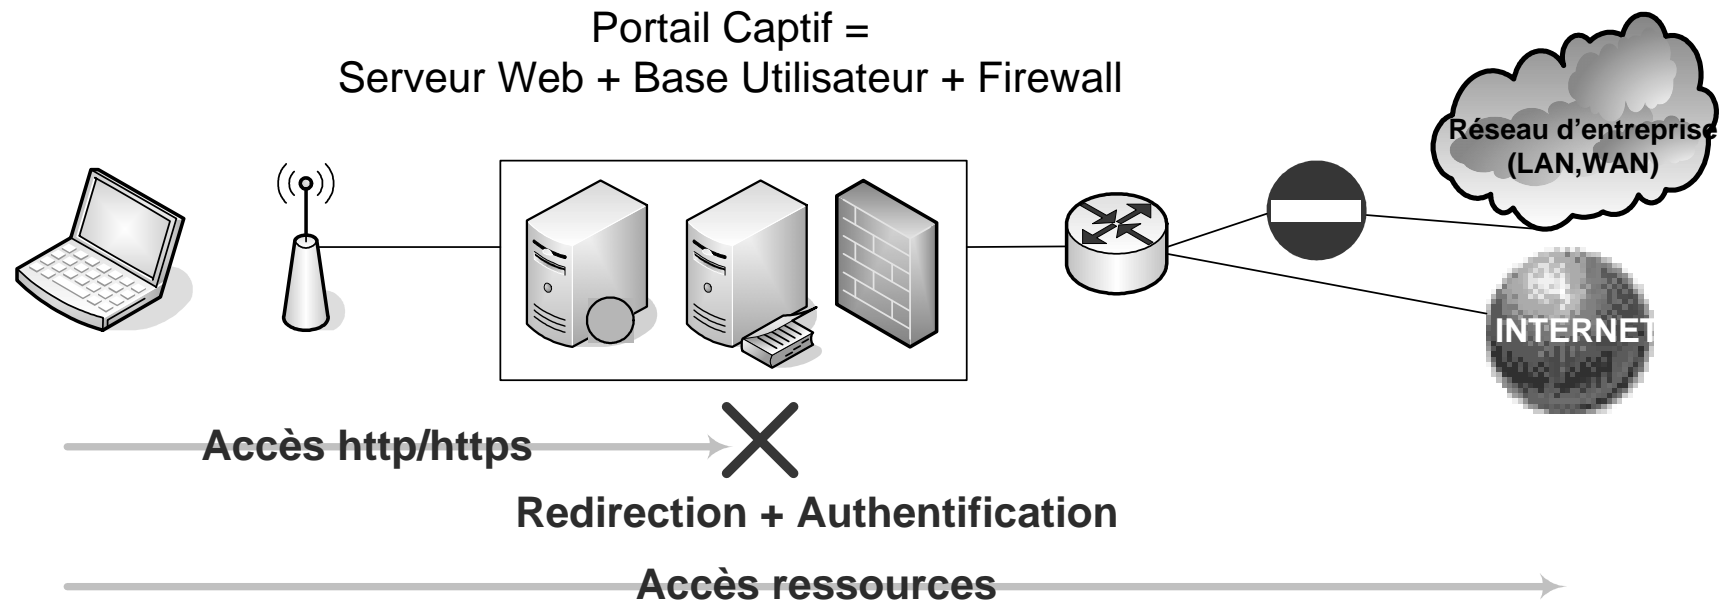 Portail Captif =
Serveur Web + Base Utilisateur + Firewall
Réseau d'entreprise
(LAN,WAN)
INTERNET
Accès http/https
Redirection + Authentification
Accès ressources